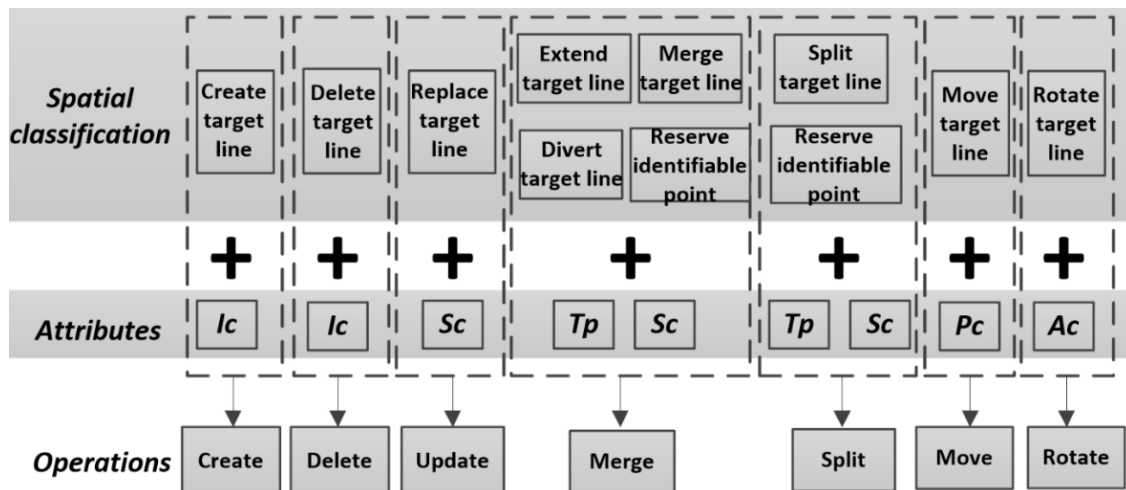 Spatial
classification
Create
target
line
Delete
target
line
Replace
target
line
Extend
target line
Merge
target line
Divert
target line
Reserve
identifiable
point
Split
target line
Reserve
identifiable
point
Move
target
line
Rotate
target
line
+ + + + + + +
Attributes Ic Ic Sc Tp Sc Tp Sc Pc Ac
Operations Create Delete Update Merge Split Move Rotate